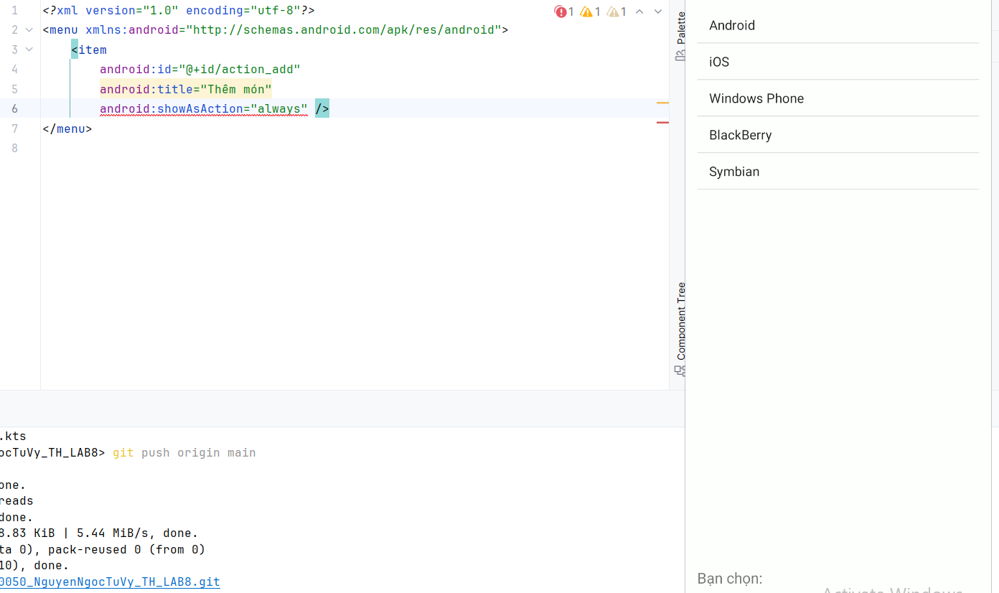 1 <?xml version="1.0" encoding="utf-8"?>
2 <menu xmlns:android="http://schemas.android.com/apk/res/android">
3 <item
4 android:id="@+id/action_add"
5 android:title="Thêm món"
6 android:showAsAction="always" />
7 </menu>
8
1 1 1
Palette
Component Tree
.kts
ocTuVy_TH_LAB8> git push origin main
one.
reads
done.
8.83 KiB | 5.44 MiB/s, done.
ta 0), pack-reused 0 (from 0)
10), done.
0050_NguyenNgocTuVy_TH_LAB8.git
Android
iOS
Windows Phone
BlackBerry
Symbian
Bạn chọn:
Activate Windows